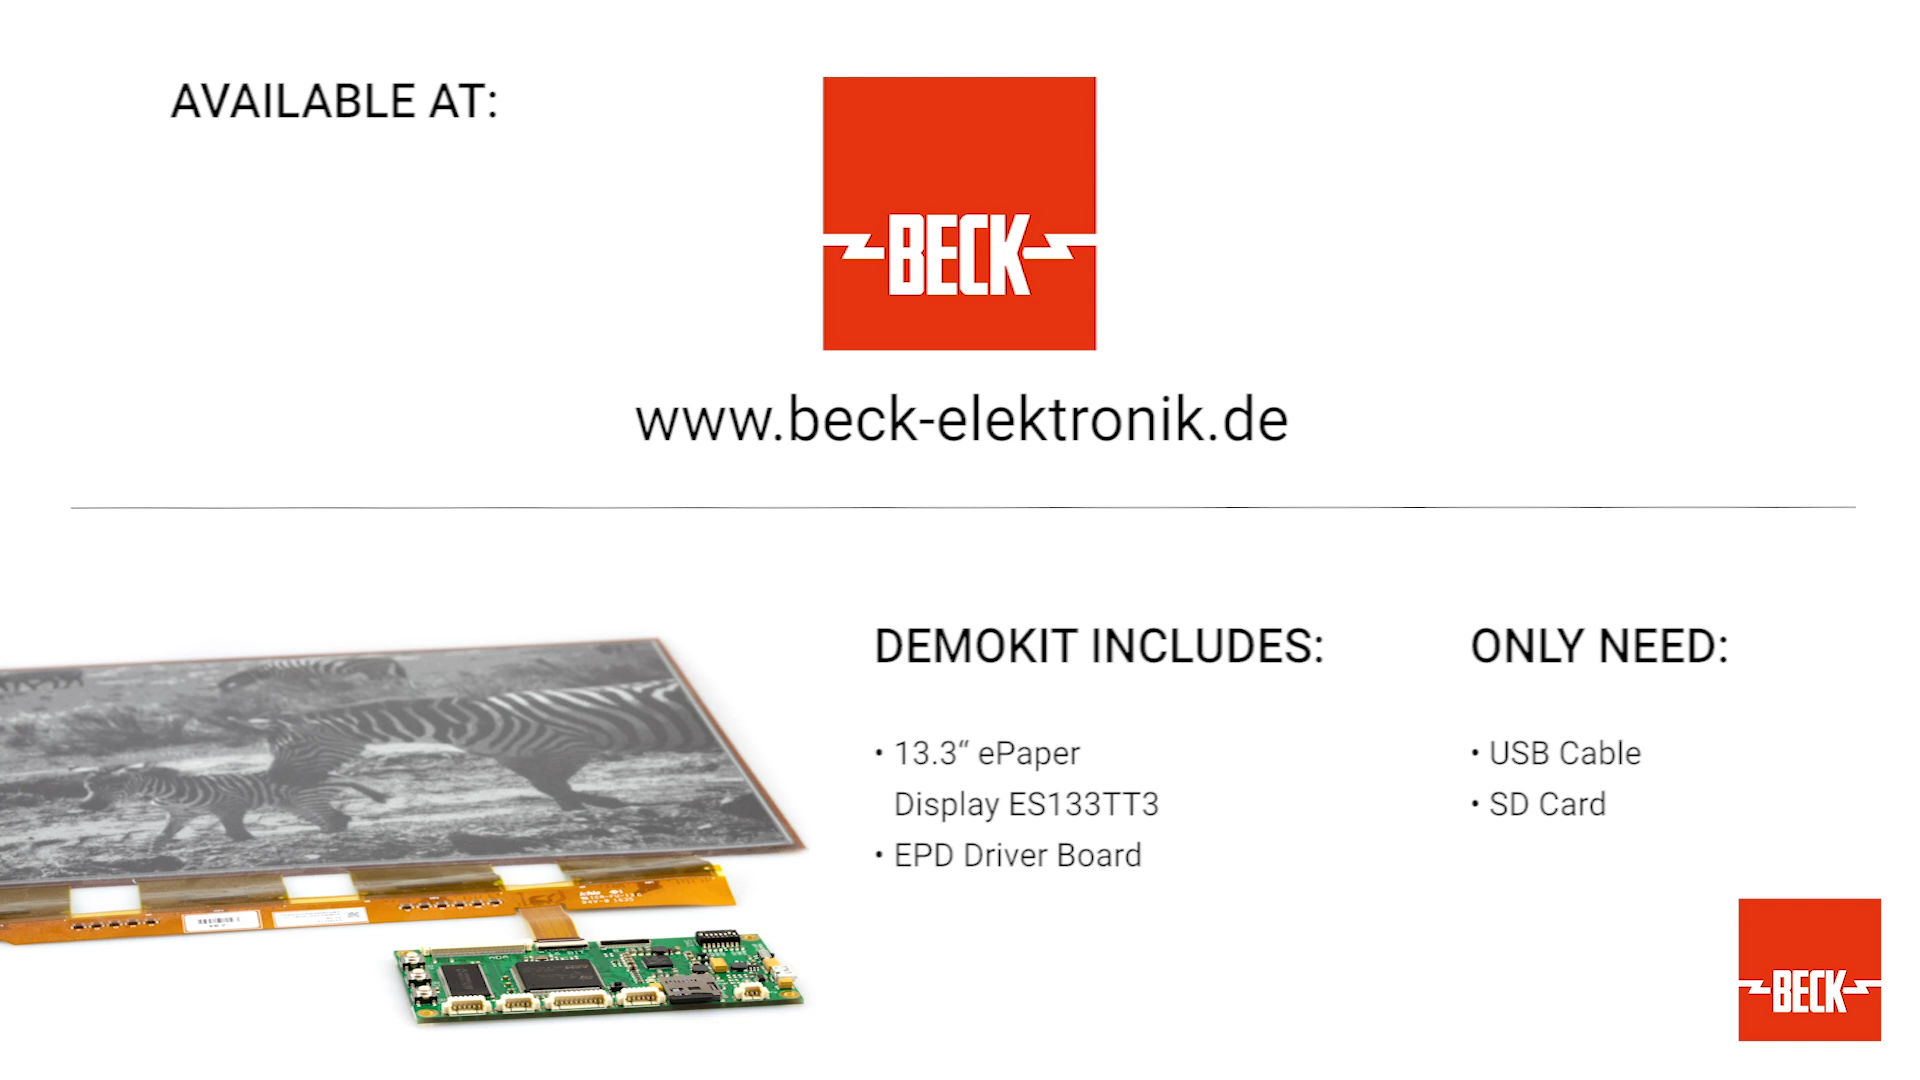 AVAILABLE AT:
BECK
www.beck-elektronik.de
DEMOKIT INCLUDES:
• 13.3“ ePaper
Display ES133TT3
• EPD Driver Board
ONLY NEED:
• USB Cable
• SD Card
BECK